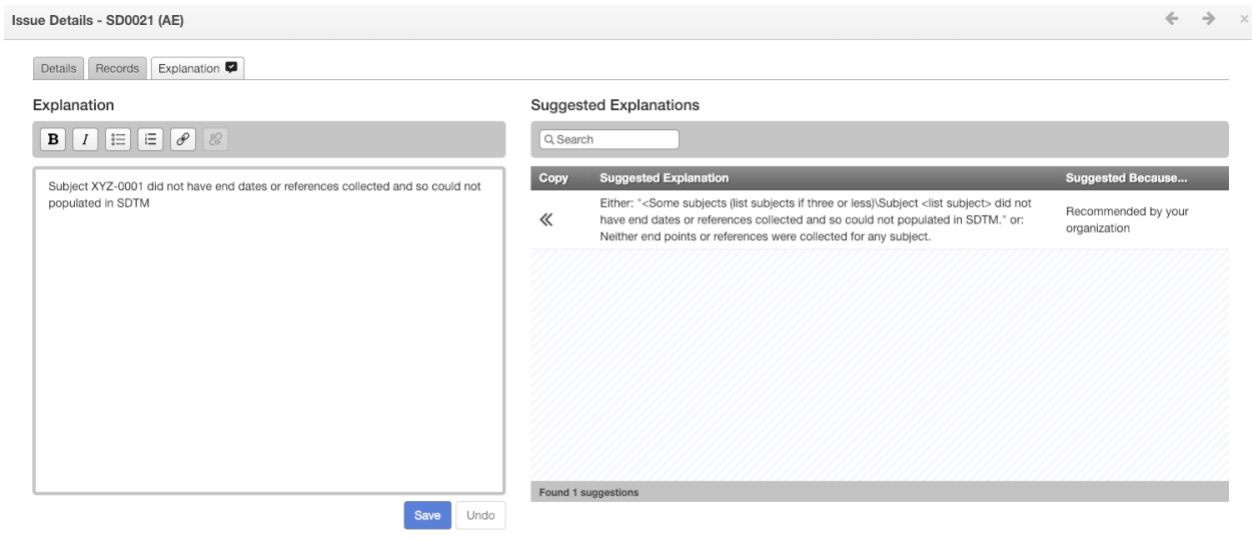 Issue Details - SD0021 (AE)
Details Records Explanation
Explanation
B I
Subject XYZ-0001 did not have end dates or references collected and so could not
populated in SDTM
Save Undo
Suggested Explanations
Search
Copy Suggested Explanation Suggested Because...
Either: "<Some subjects (list subjects if three or less)\Subject <list subject> did not
have end dates or references collected and so could not populated in SDTM." or:
Neither end points or references were collected for any subject.
Recommended by your
organization
Found 1 suggestions